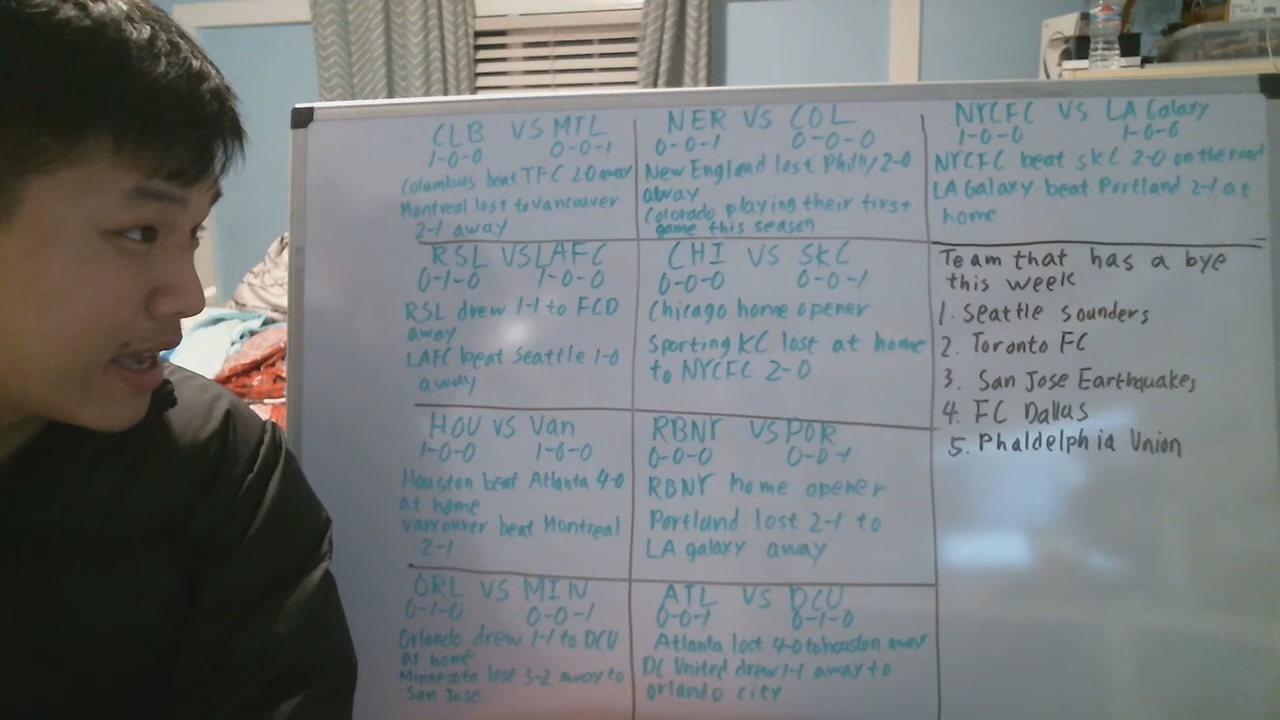 CLB VS MTL
1-0-0 0-0-1
Columbus beat TFC 2-0 away
Montreal lost to Vancouver
2-1 away
NER VS COL
0-0-1 0-0-0
New England lost Philly 2-0
away
Colorado playing their first
game this season
NYCFC VS LA Galaxy
1-0-0 1-0-0
NYCFC beat SKC 2-0 on the road
LA Galaxy beat Portland 2-1 at
home
RSL VS LAFC
0-1-0 1-0-0
RSL drew 1-1 to FCD
away
LAFC beat Seattle 1-0
away
CHI VS SKC
0-0-0 0-0-1
Chicago home opener
Sporting KC lost at home
to NYCFC 2-0
Team that has a bye
this week
1. Seattle sounders
2. Toronto FC
3. San Jose Earthquakes
4. FC Dallas
5. Phaldelphia Union
HOU VS Van
1-0-0 1-0-0
Houston beat Atlanta 4-0
at home
Vancouver beat Montreal
2-1
RBNY VS POR
0-0-0 0-0-1
RBNY home opener
Portland lost 2-1 to
LA galaxy away
ORL VS MIN
0-1-0 0-0-1
Orlando drew 1-1 to DCU
at home
Minnesota lost 3-2 away to
San Jose
ATL VS DCU
0-0-1 0-1-0
Atlanta lost 4-0 to houston away
DC United drew 1-1 away to
orlando city